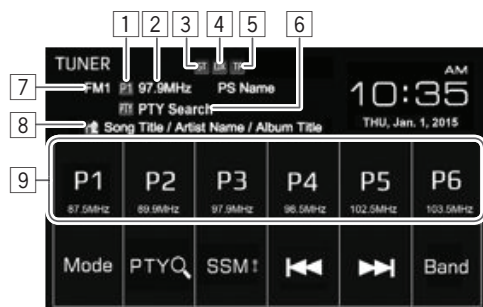 1 2 3 4 5 6
TUNER ST LOX TP AM
7 FM1 P1 97.9MHz PS Name 10:35
PTY PTY Search THU, Jan. 1, 2015
8 Song Title / Artist Name / Album Title
9 P1 P2 P3 P4 P5 P6
87.5MHz 89.9MHz 97.9MHz 98.5MHz 102.5MHz 103.5MHz
Mode PTY SSM Band